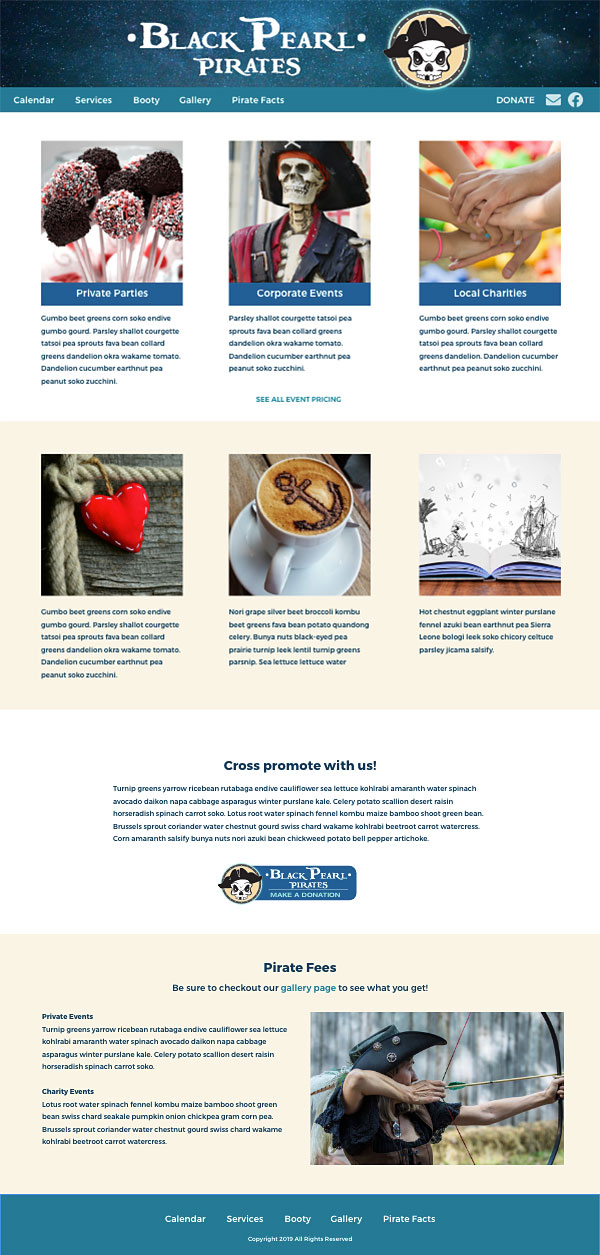 • BLACK PEARL •
PIRATES
Calendar Services Booty Gallery Pirate Facts DONATE
Private Parties
Gumbo beet greens corn soko endive
gumbo gourd. Parsley shallot courgette
tatsoi pea sprouts fava bean collard
greens dandelion okra wakame tomato.
Dandelion cucumber earthnut pea
peanut soko zucchini.
Corporate Events
Parsley shallot courgette tatsoi pea
sprouts fava bean collard greens
dandelion okra wakame tomato.
Dandelion cucumber earthnut pea
peanut soko zucchini.
Local Charities
Gumbo beet greens corn soko endive
gumbo gourd. Parsley shallot courgette
tatsoi pea sprouts fava bean collard
greens dandelion. Dandelion cucumber
earthnut pea peanut soko zucchini.
SEE ALL EVENT PRICING
Gumbo beet greens corn soko endive
gumbo gourd. Parsley shallot courgette
tatsoi pea sprouts fava bean collard
greens dandelion okra wakame tomato.
Dandelion cucumber earthnut pea
peanut soko zucchini.
Nori grape silver beet broccoli kombu
beet greens fava bean potato quandong
celery. Bunya nuts black-eyed pea
prairie turnip leek lentil turnip greens
parsnip. Sea lettuce lettuce water
Hot chestnut eggplant winter purslane
fennel azuki bean earthnut pea Sierra
Leone bologi leek soko chicory celtuce
parsley jicama salsify.
Cross promote with us!
Turnip greens yarrow ricebean rutabaga endive cauliflower sea lettuce kohlrabi amaranth water spinach
avocado daikon napa cabbage asparagus winter purslane kale. Celery potato scallion desert raisin
horseradish spinach carrot soko. Lotus root water spinach fennel kombu maize bamboo shoot green bean.
Brussels sprout coriander water chestnut gourd swiss chard wakame kohlrabi beetroot carrot watercress.
Corn amaranth salsify bunya nuts nori azuki bean chickweed potato bell pepper artichoke.
• BLACK PEARL •
PIRATES
MAKE A DONATION
Pirate Fees
Be sure to checkout our gallery page to see what you get!
Private Events
Turnip greens yarrow ricebean rutabaga endive cauliflower sea lettuce
kohlrabi amaranth water spinach avocado daikon napa cabbage
asparagus winter purslane kale. Celery potato scallion desert raisin
horseradish spinach carrot soko.
Charity Events
Lotus root water spinach fennel kombu maize bamboo shoot green
bean swiss chard seakale pumpkin onion chickpea gram corn pea.
Brussels sprout coriander water chestnut gourd swiss chard wakame
kohlrabi beetroot carrot watercress.
Calendar Services Booty Gallery Pirate Facts
Copyright 2019 All Rights Reserved